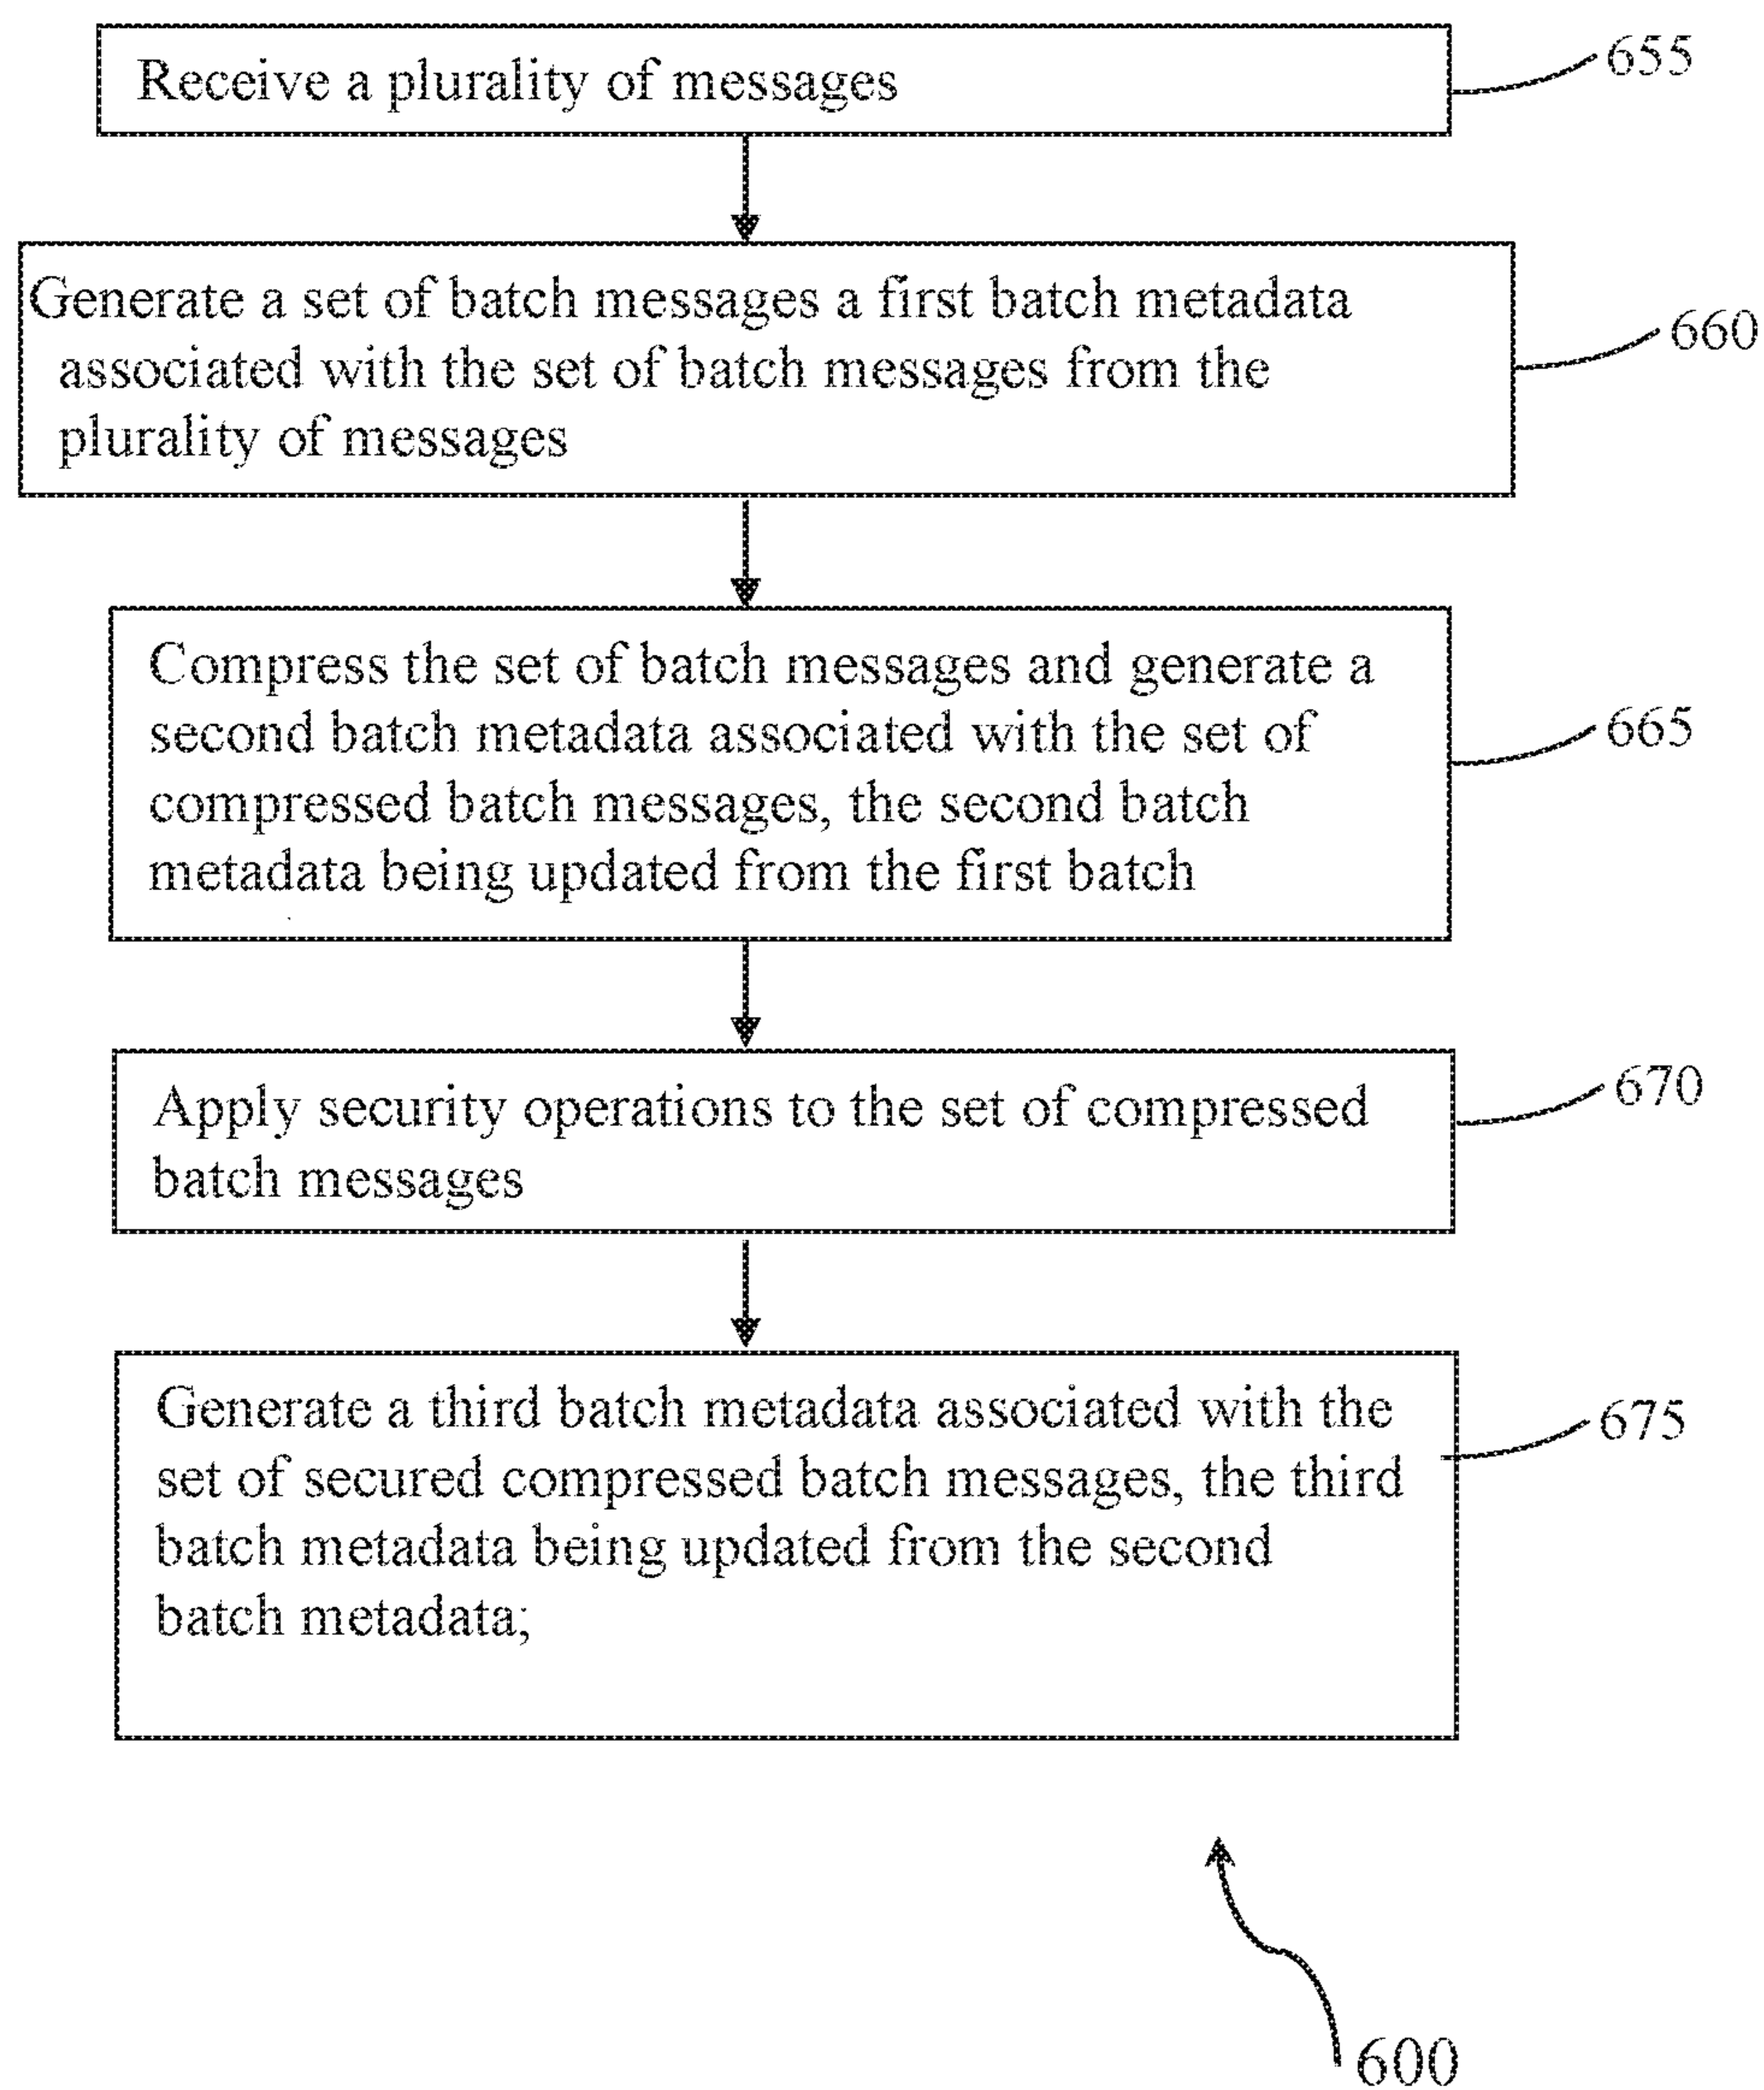 Receive a plurality of messages
655
Generate a set of batch messages a first batch metadata
associated with the set of batch messages from the
plurality of messages
660
Compress the set of batch messages and generate a
second batch metadata associated with the set of
compressed batch messages, the second batch
metadata being updated from the first batch
665
Apply security operations to the set of compressed
batch messages
670
Generate a third batch metadata associated with the
set of secured compressed batch messages, the third
batch metadata being updated from the second
batch metadata;
675
600